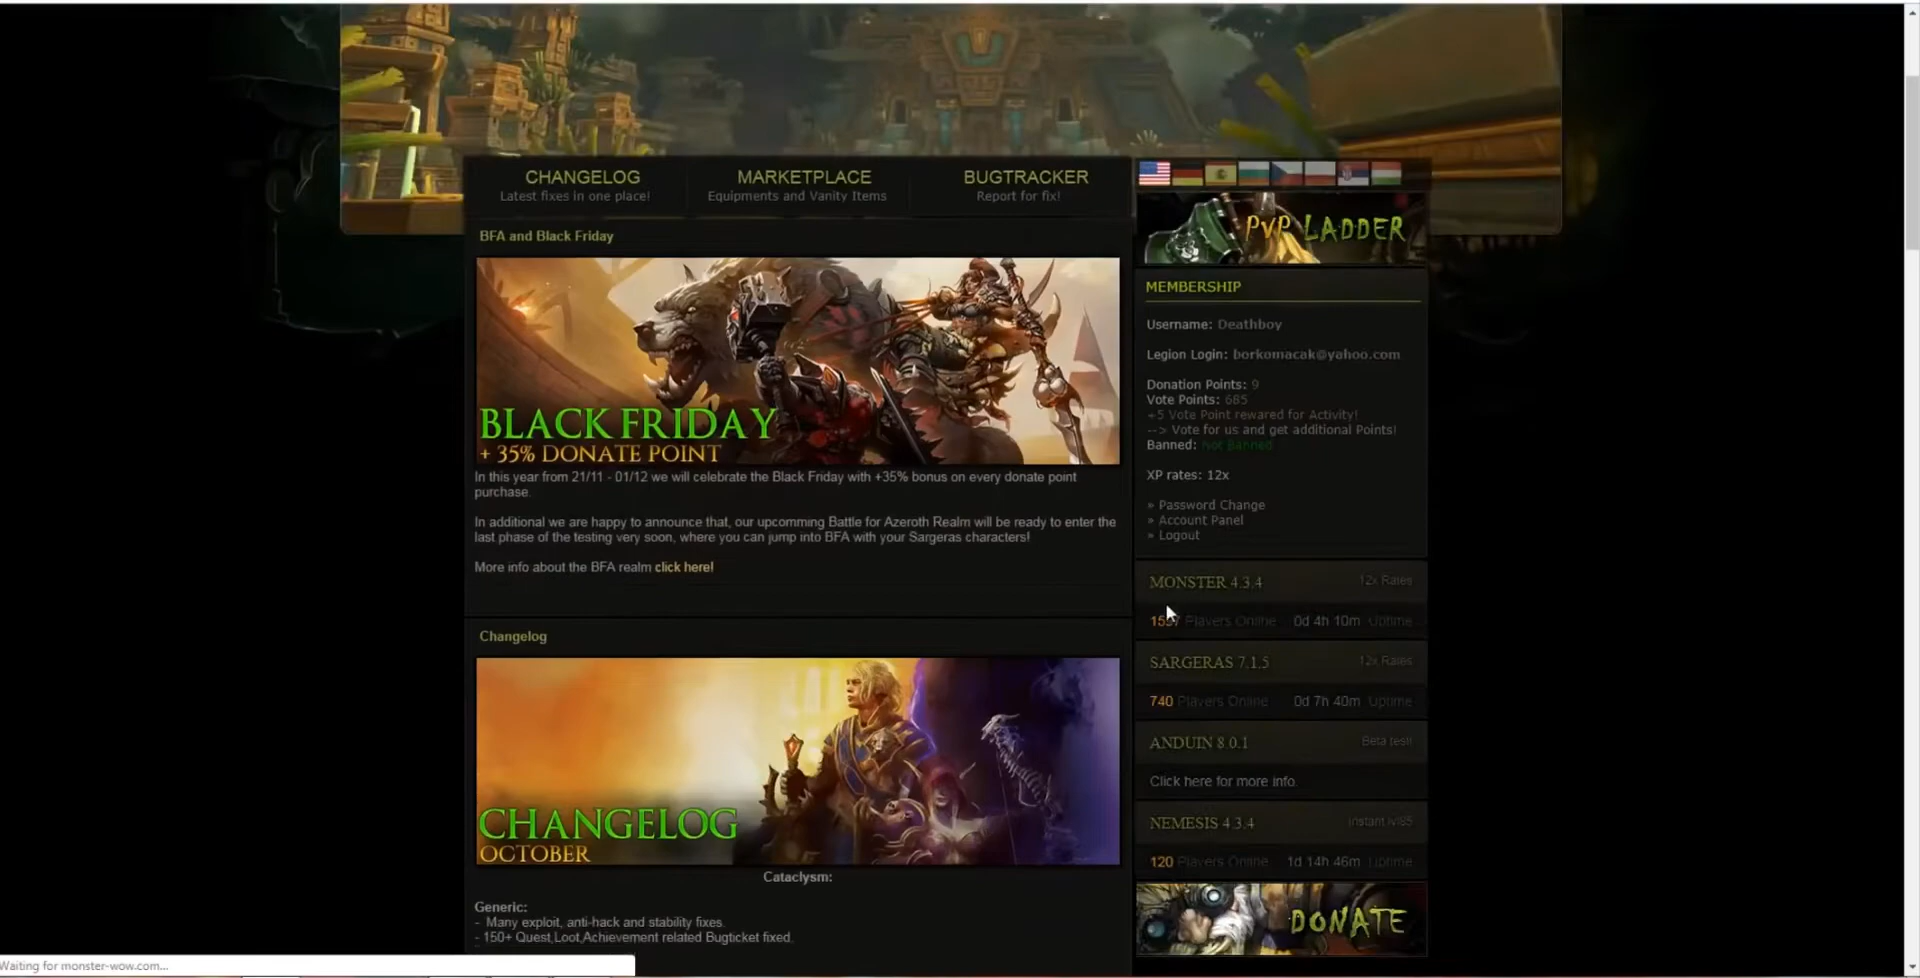 CHANGELOG
Latest fixes in one place!
MARKETPLACE
Equipments and Vanity Items
BUGTRACKER
Report for fix!
BFA and Black Friday
BLACK FRIDAY
+ 35% DONATE POINT
In this year from 21/11 - 01/12 we will celebrate the Black Friday with +35% bonus on every donate point
purchase.
In additional we are happy to announce that, our upcomming Battle for Azeroth Realm will be ready to enter the
last phase of the testing very soon, where you can jump into BFA with your Sargeras characters!
More info about the BFA realm click here!
Changelog
CHANGELOG
OCTOBER
Cataclysm:
Generic:
- Many exploit, anti-hack and stability fixes.
- 150+ Quest,Loot,Achievement related Bugticket fixed.
PVP LADDER
MEMBERSHIP
Username: Deathboy
Legion Login: borkomacak@yahoo.com
Donation Points: 9
Vote Points: 685
+5 Vote Point rewarded for Activity!
--> Vote for us and get additional Points!
Banned: Not Banned
XP rates: 12x
» Password Change
» Account Panel
» Logout
MONSTER 4.3.4 12x Rates
Players Online 0d 4h 10m Uptime
SARGERAS 7.1.5 12x Rates
740 Players Online 0d 7h 40m Uptime
ANDUIN 8.0.1 Beta test!
Click here for more info.
NEMESIS 4.3.4 instant lvl85
120 Players Online 1d 14h 46m Uptime
DONATE
Waiting for monster-wow.com...